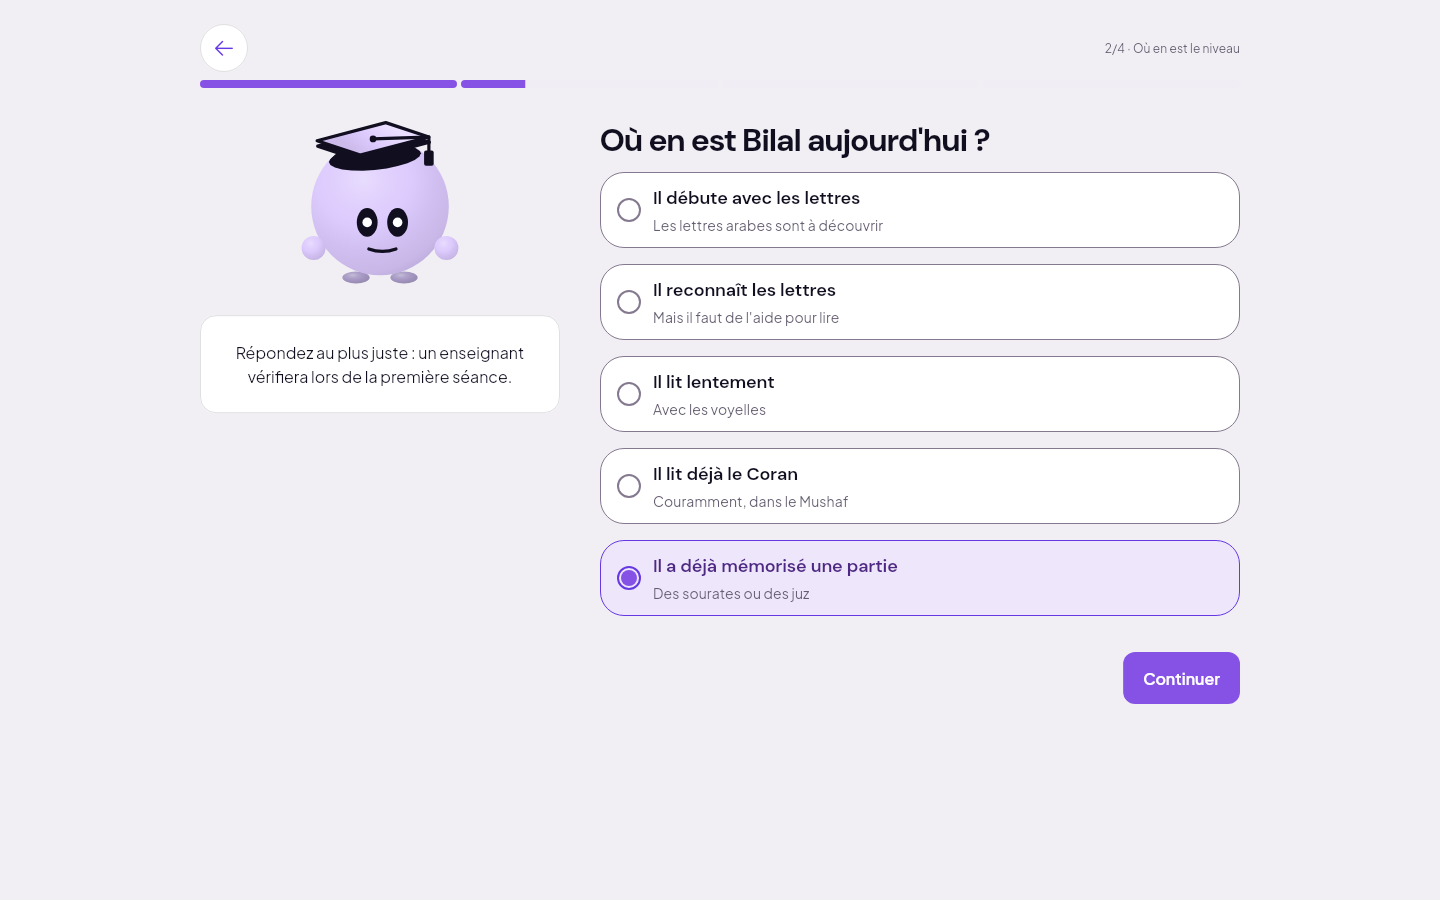 2/4 · Où en est le niveau
Répondez au plus juste : un enseignant
vérifiera lors de la première séance.
Où en est Bilal aujourd'hui ?
Il débute avec les lettres
Les lettres arabes sont à découvrir
Il reconnaît les lettres
Mais il faut de l'aide pour lire
Il lit lentement
Avec les voyelles
Il lit déjà le Coran
Couramment, dans le Mushaf
Il a déjà mémorisé une partie
Des sourates ou des juz
Continuer